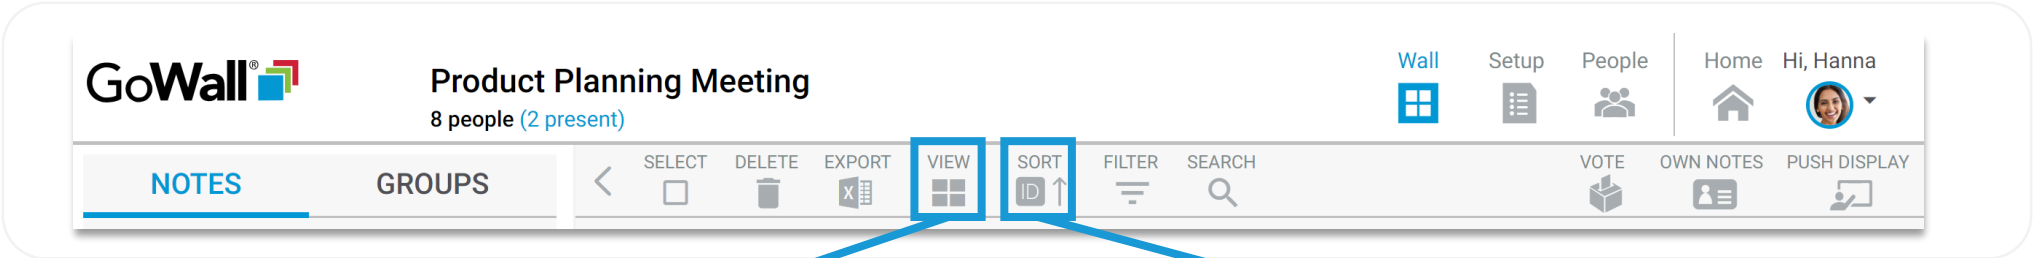 GoWall®
Product Planning Meeting
8 people (2 present)
Wall
Setup
People
Home
Hi, Hanna
NOTES
GROUPS
SELECT
DELETE
EXPORT
X
VIEW
SORT
ID
FILTER
SEARCH
VOTE
OWN NOTES
PUSH DISPLAY